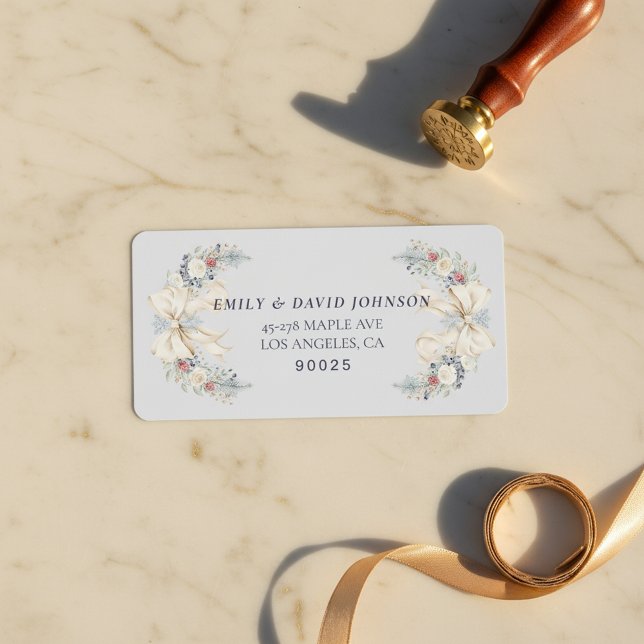 EMILY & DAVID JOHNSON
45-278 MAPLE AVE
LOS ANGELES, CA
90025